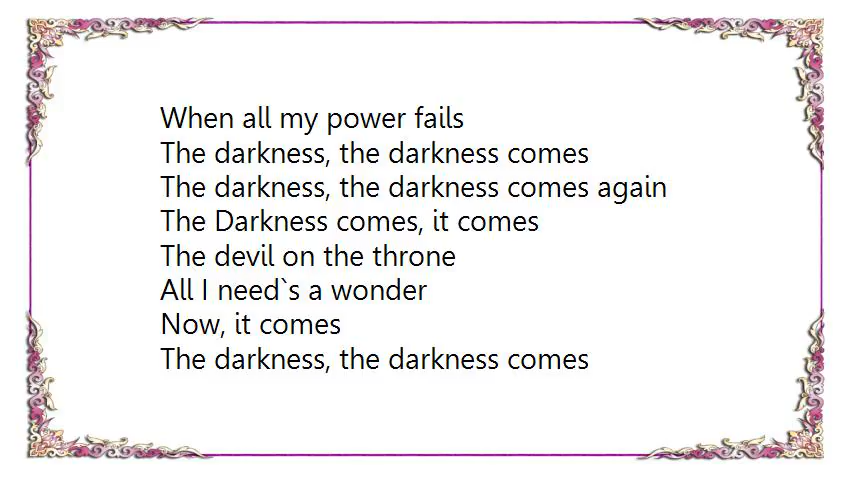 When all my power fails
The darkness, the darkness comes
The darkness, the darkness comes again
The Darkness comes, it comes
The devil on the throne
All I need`s a wonder
Now, it comes
The darkness, the darkness comes